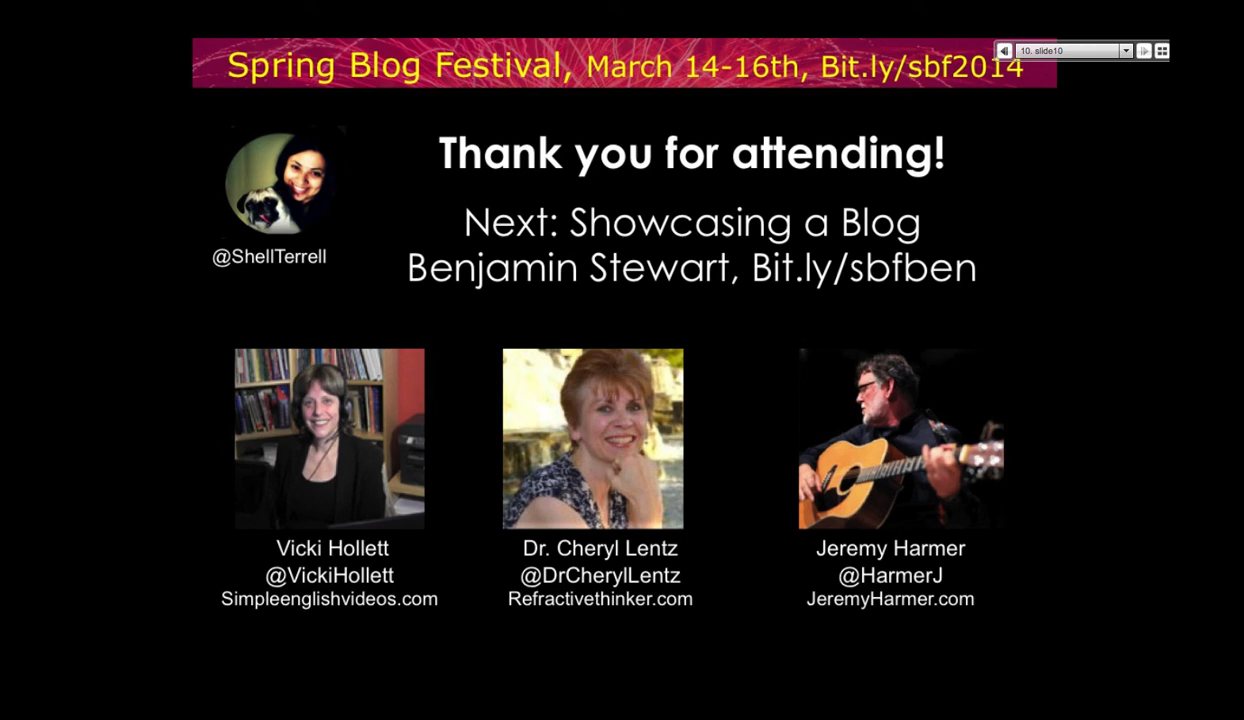 Spring Blog Festival, March 14-16th, Bit.ly/sbf2014
10. slide10
Thank you for attending!
Next: Showcasing a Blog
Benjamin Stewart, Bit.ly/sbfben
@ShellTerrell
Vicki Hollett
@VickiHollett
Simpleenglishvideos.com
Dr. Cheryl Lentz
@DrCherylLentz
Refractivethinker.com
Jeremy Harmer
@HarmerJ
JeremyHarmer.com